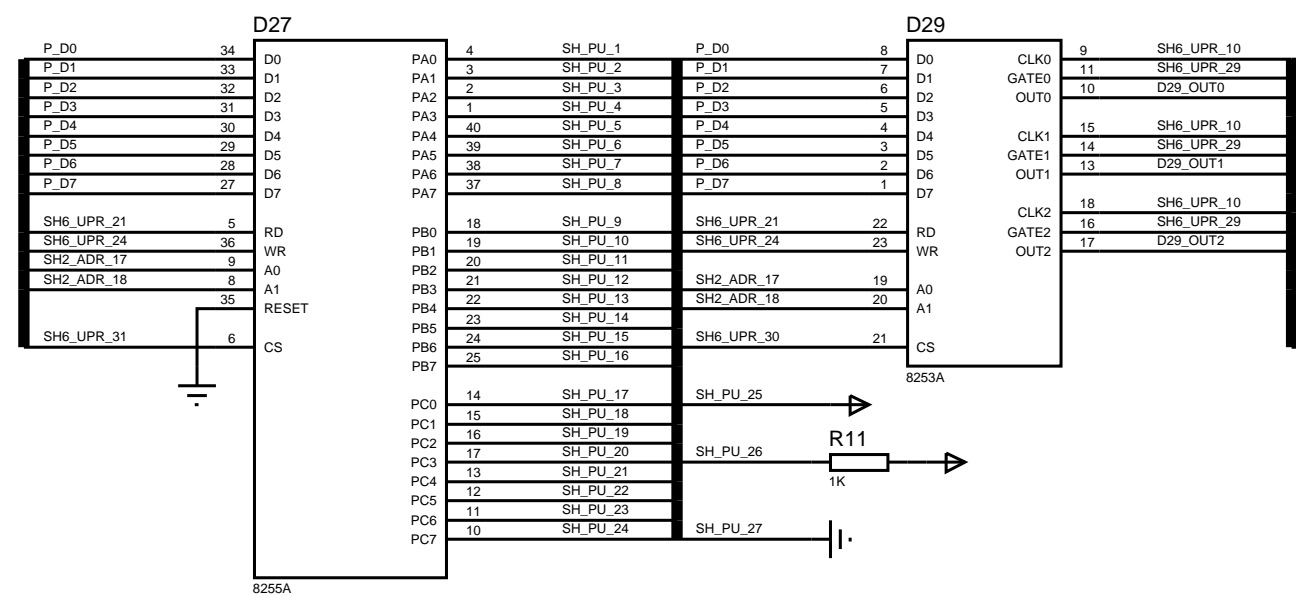 D27 D29
P_D0 34 D0 PA0 4 SH_PU_1 P_D0 8 D0 CLK0 9 SH6_UPR_10
P_D1 33 D1 PA1 3 SH_PU_2 P_D1 7 D1 GATE0 11 SH6_UPR_29
P_D2 32 D2 PA2 2 SH_PU_3 P_D2 6 D2 OUT0 10 D29_OUT0
P_D3 31 D3 PA3 1 SH_PU_4 P_D3 5 D3
P_D4 30 D4 PA4 40 SH_PU_5 P_D4 4 D4 CLK1 15 SH6_UPR_10
P_D5 29 D5 PA5 39 SH_PU_6 P_D5 3 D5 GATE1 14 SH6_UPR_29
P_D6 28 D6 PA6 38 SH_PU_7 P_D6 2 D6 OUT1 13 D29_OUT1
P_D7 27 D7 PA7 37 SH_PU_8 P_D7 1 D7
CLK2 18 SH6_UPR_10
SH6_UPR_21 5 RD PB0 18 SH_PU_9 SH6_UPR_21 22 RD GATE2 16 SH6_UPR_29
SH6_UPR_24 36 WR PB1 19 SH_PU_10 SH6_UPR_24 23 WR OUT2 17 D29_OUT2
SH2_ADR_17 9 A0 PB2 20 SH_PU_11
SH2_ADR_18 8 A1 PB3 21 SH_PU_12 SH2_ADR_17 19 A0
35 RESET PB4 22 SH_PU_13 SH2_ADR_18 20 A1
PB5 23 SH_PU_14
SH6_UPR_31 6 CS PB6 24 SH_PU_15 SH6_UPR_30 21 CS
PB7 25 SH_PU_16
8253A
PC0 14 SH_PU_17 SH_PU_25
PC1 15 SH_PU_18
PC2 16 SH_PU_19 R11
PC3 17 SH_PU_20 SH_PU_26
PC4 13 SH_PU_21 1K
PC5 12 SH_PU_22
PC6 11 SH_PU_23
PC7 10 SH_PU_24 SH_PU_27
8255A